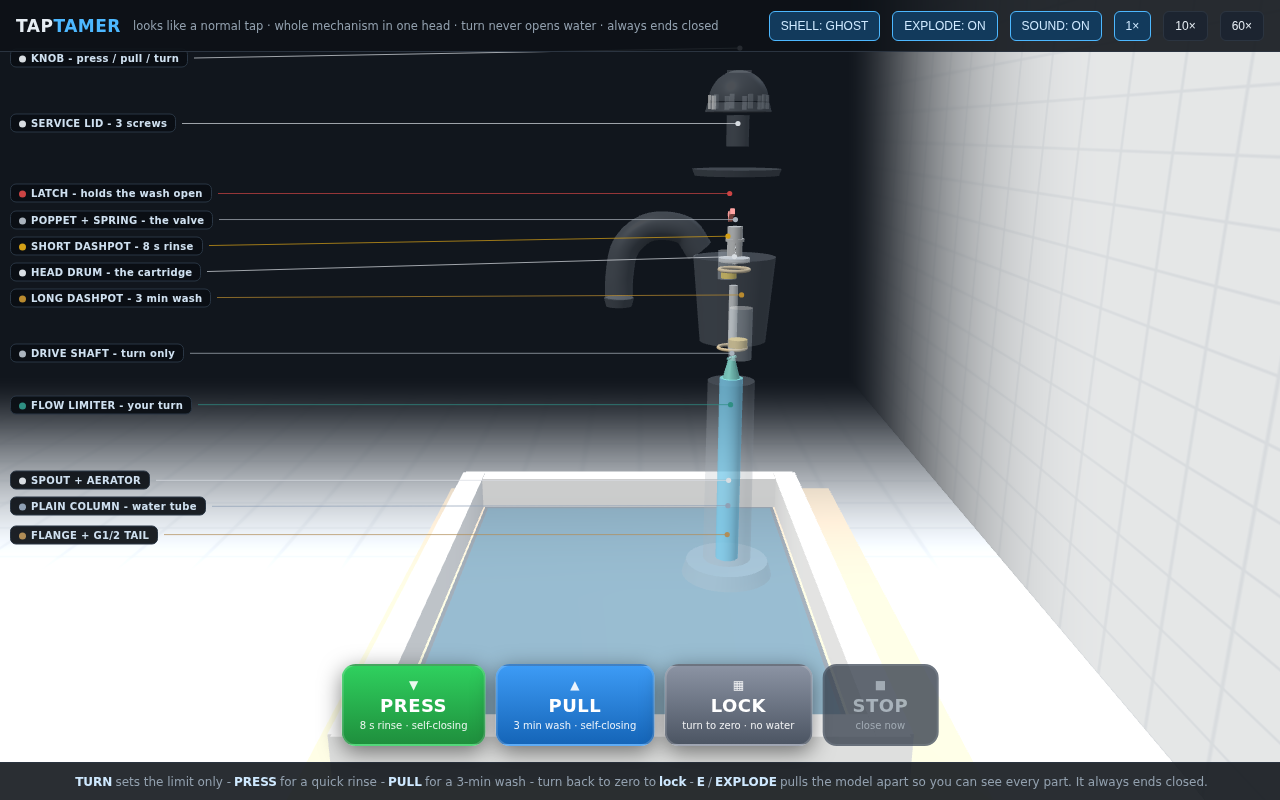 TAPTAMER looks like a normal tap · whole mechanism in one head · turn never opens water · always ends closed SHELL: GHOST EXPLODE: ON SOUND: ON 1× 10× 60×
KNOB - press / pull / turn
SERVICE LID - 3 screws
LATCH - holds the wash open
POPPET + SPRING - the valve
SHORT DASHPOT - 8 s rinse
HEAD DRUM - the cartridge
LONG DASHPOT - 3 min wash
DRIVE SHAFT - turn only
FLOW LIMITER - your turn
SPOUT + AERATOR
PLAIN COLUMN - water tube
FLANGE + G1/2 TAIL
▼ ▲ ▦ ■
PRESS PULL LOCK STOP
8 s rinse · self-closing 3 min wash · self-closing turn to zero · no water close now
TURN sets the limit only - PRESS for a quick rinse - PULL for a 3-min wash - turn back to zero to lock - E / EXPLODE pulls the model apart so you can see every part. It always ends closed.